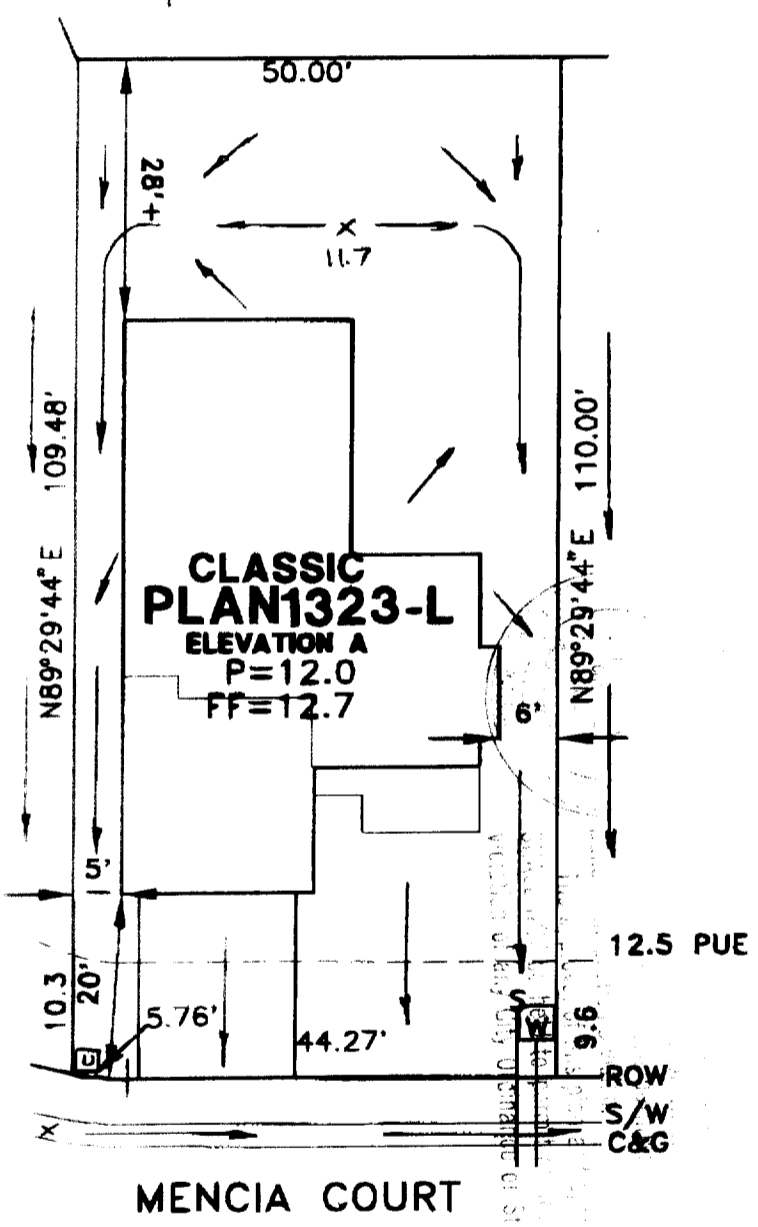 50.00'
28'+
X
11.7
109.48'
N89°29'44"E
110.00'
N89°29'44"E
CLASSIC
PLAN1323-L
ELEVATION A
P=12.0
FF=12.7
6'
5'
12.5 PUE
10.3
20'
5.76'
44.27'
S
W
9.6
U
ROW
X
S/W
C&G
MENCIA COURT